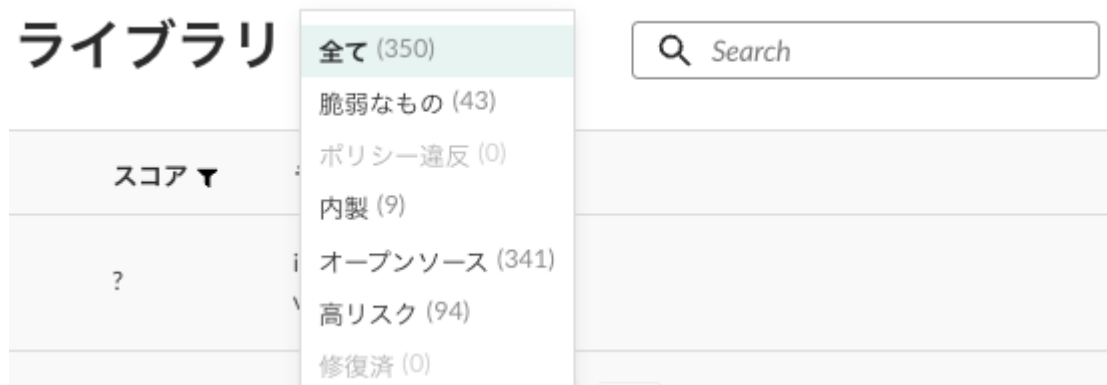 ライブラリ
Search
全て (350)
脆弱なもの (43)
ポリシー違反 (0)
内製 (9)
オープンソース (341)
高リスク (94)
修復済 (0)
スコア
?